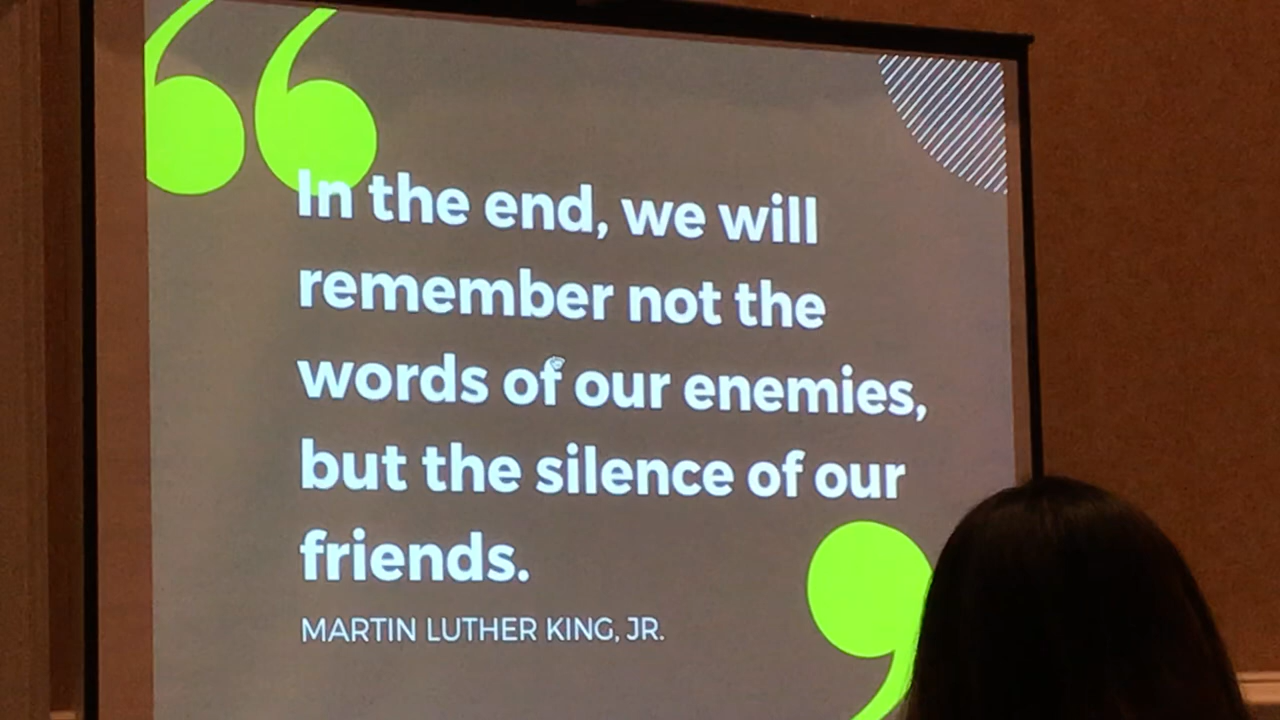 In the end, we will
remember not the
words of our enemies,
but the silence of our
friends.
MARTIN LUTHER KING, JR.